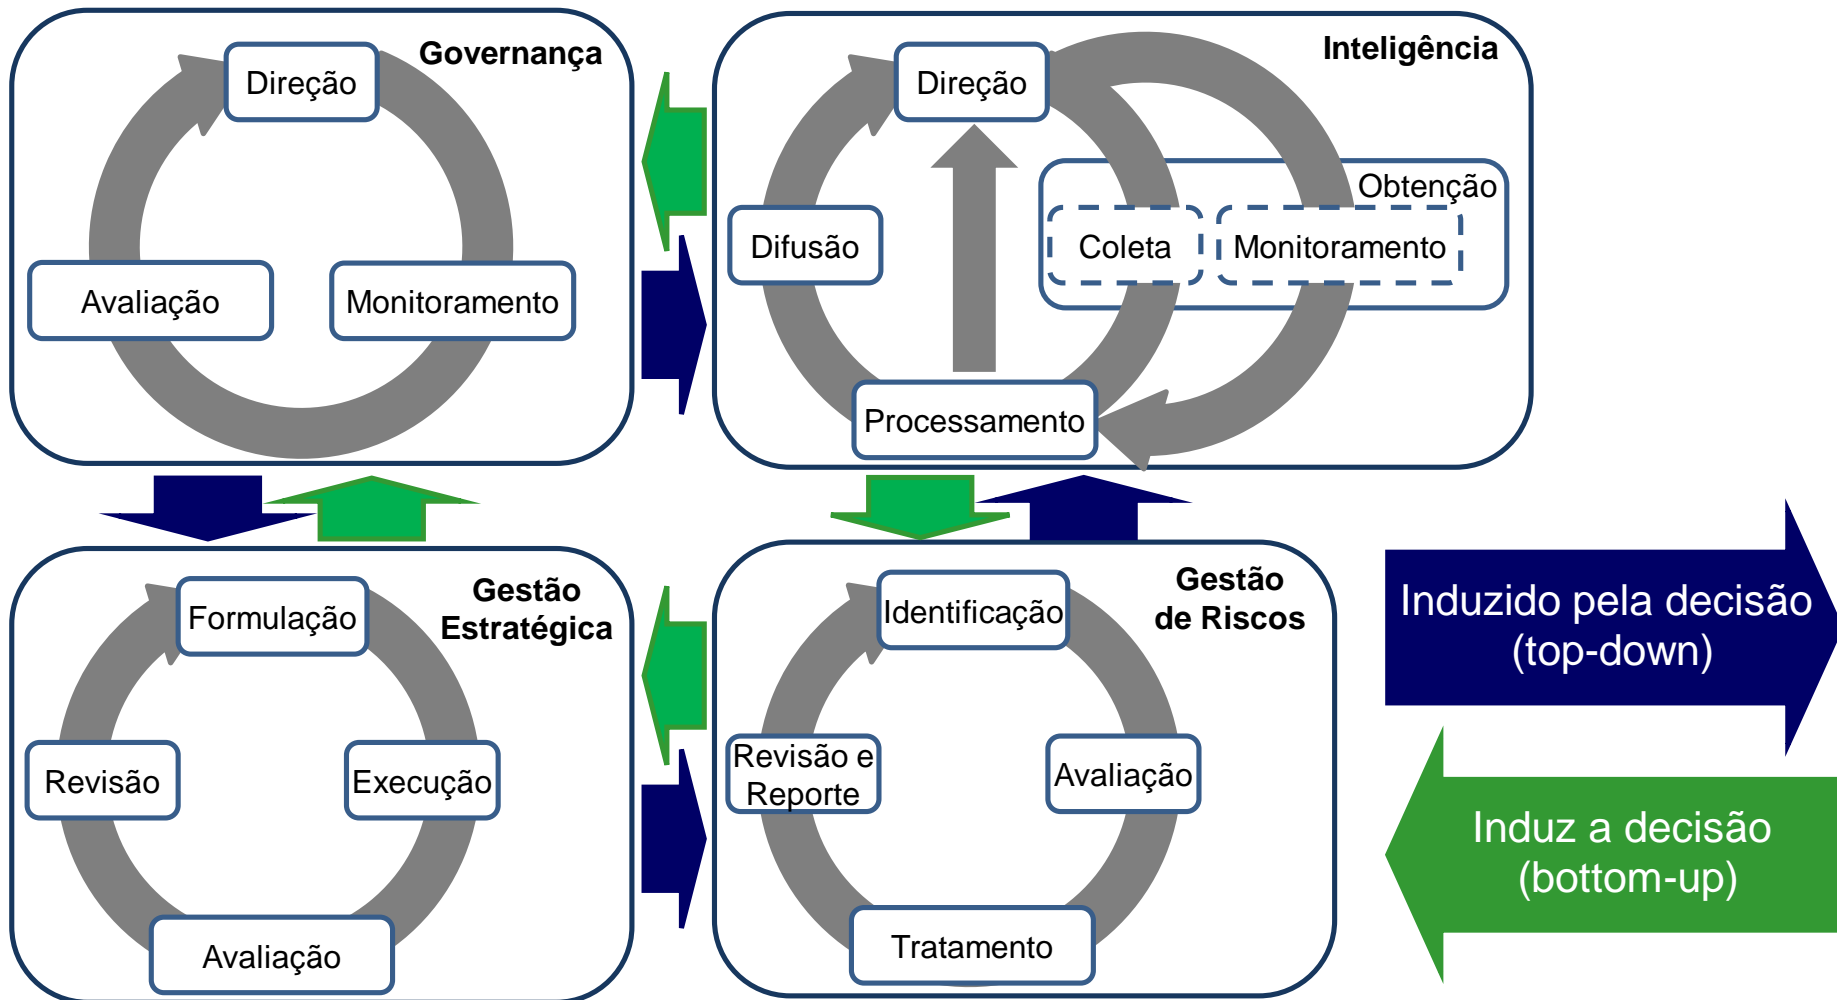 Governança
Direção
Avaliação
Monitoramento
Inteligência
Direção
Obtenção
Difusão
Coleta
Monitoramento
Processamento
Gestão
Estratégica
Formulação
Revisão
Execução
Avaliação
Gestão
de Riscos
Identificação
Revisão e
Reporte
Avaliação
Tratamento
Induzido pela decisão
(top-down)
Induz a decisão
(bottom-up)